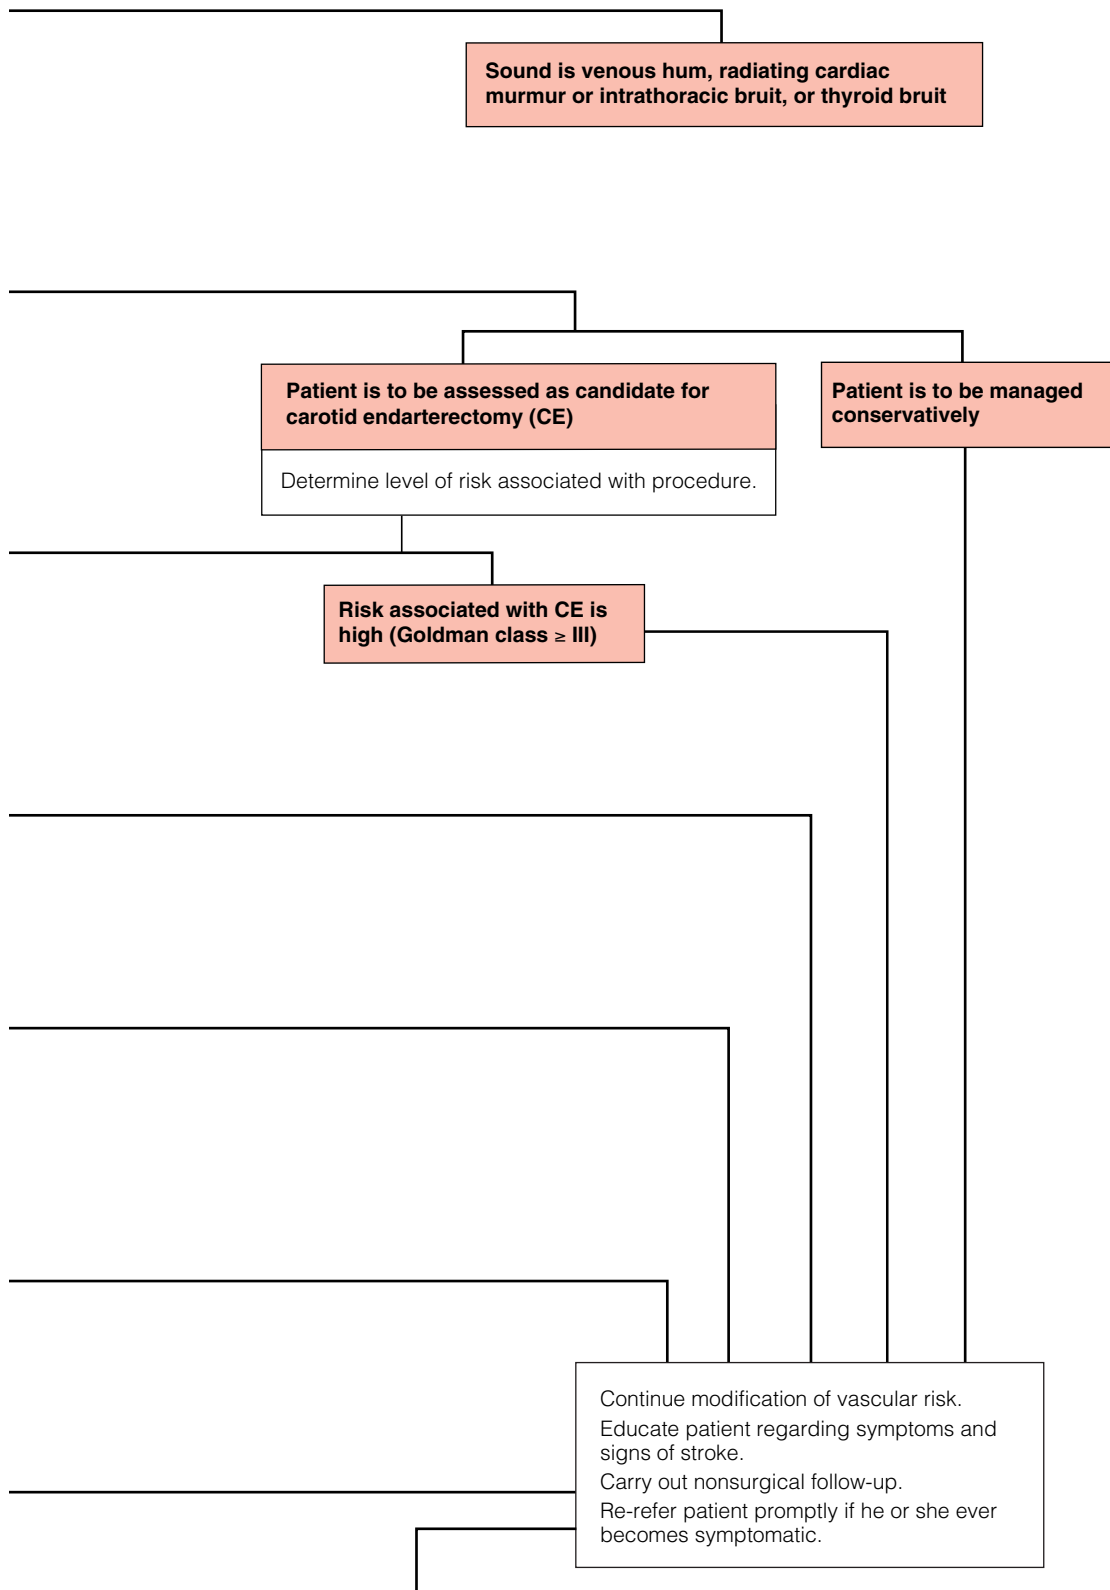 Sound is venous hum, radiating cardiac
murmur or intrathoracic bruit, or thyroid bruit
Patient is to be assessed as candidate for
carotid endarterectomy (CE)
Determine level of risk associated with procedure.
Patient is to be managed
conservatively
Risk associated with CE is
high (Goldman class ≥ III)
Continue modification of vascular risk.
Educate patient regarding symptoms and
signs of stroke.
Carry out nonsurgical follow-up.
Re-refer patient promptly if he or she ever
becomes symptomatic.